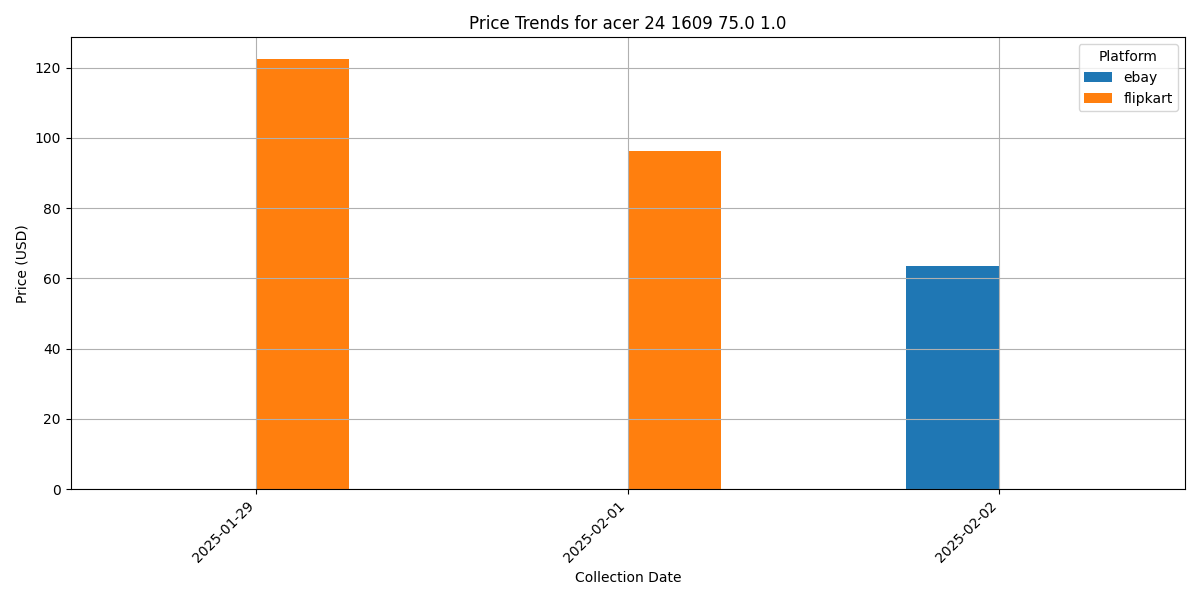 Price Trends for acer 24 1609 75.0 1.0
Platform
ebay
flipkart
Price (USD)
120
100
80
60
40
20
0
2025-01-29
2025-02-01
2025-02-02
Collection Date